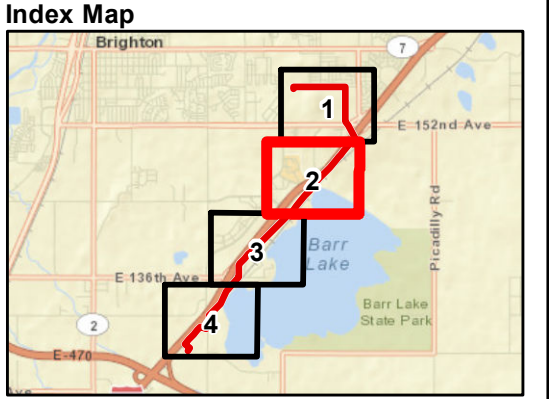 Index Map
Brighton
7
1
E 152nd Ave
2
Picadilly Rd
3
Barr
Lake
E 136th Ave
Barr Lake
State Park
2
4
E-470
Ave